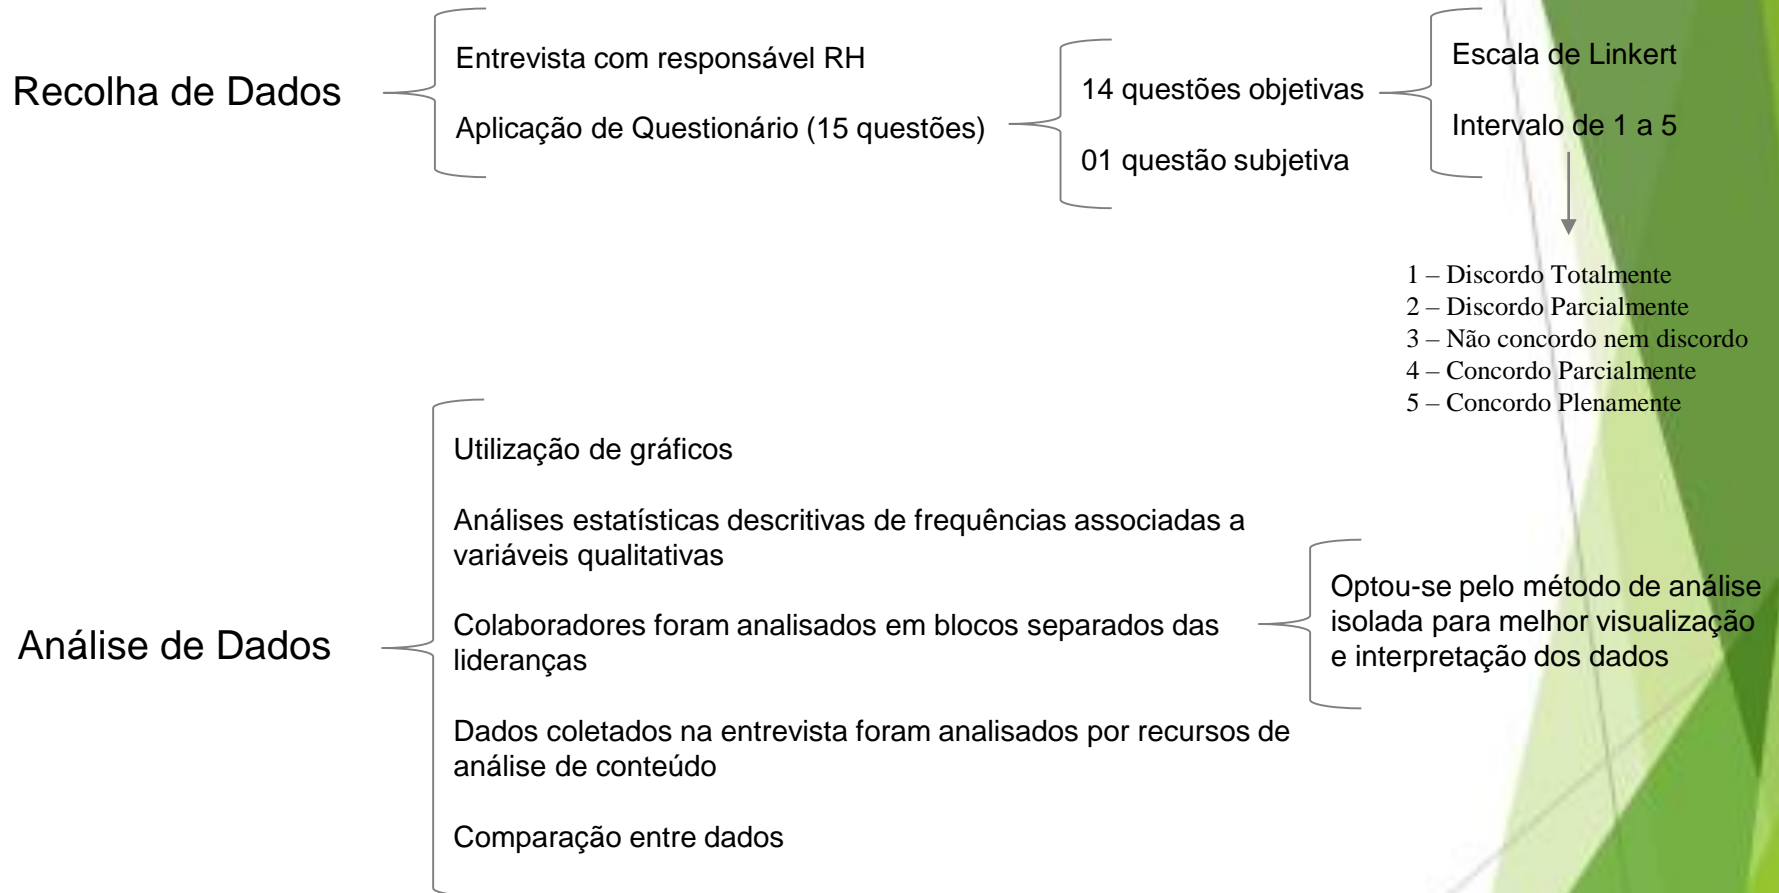 Recolha de Dados
Entrevista com responsável RH
Aplicação de Questionário (15 questões)
14 questões objetivas
01 questão subjetiva
Escala de Linkert
Intervalo de 1 a 5
1 – Discordo Totalmente
2 – Discordo Parcialmente
3 – Não concordo nem discordo
4 – Concordo Parcialmente
5 – Concordo Plenamente
Análise de Dados
Utilização de gráficos
Análises estatísticas descritivas de frequências associadas a
variáveis qualitativas
Colaboradores foram analisados em blocos separados das
lideranças
Optou-se pelo método de análise
isolada para melhor visualização
e interpretação dos dados
Dados coletados na entrevista foram analisados por recursos de
análise de conteúdo
Comparação entre dados